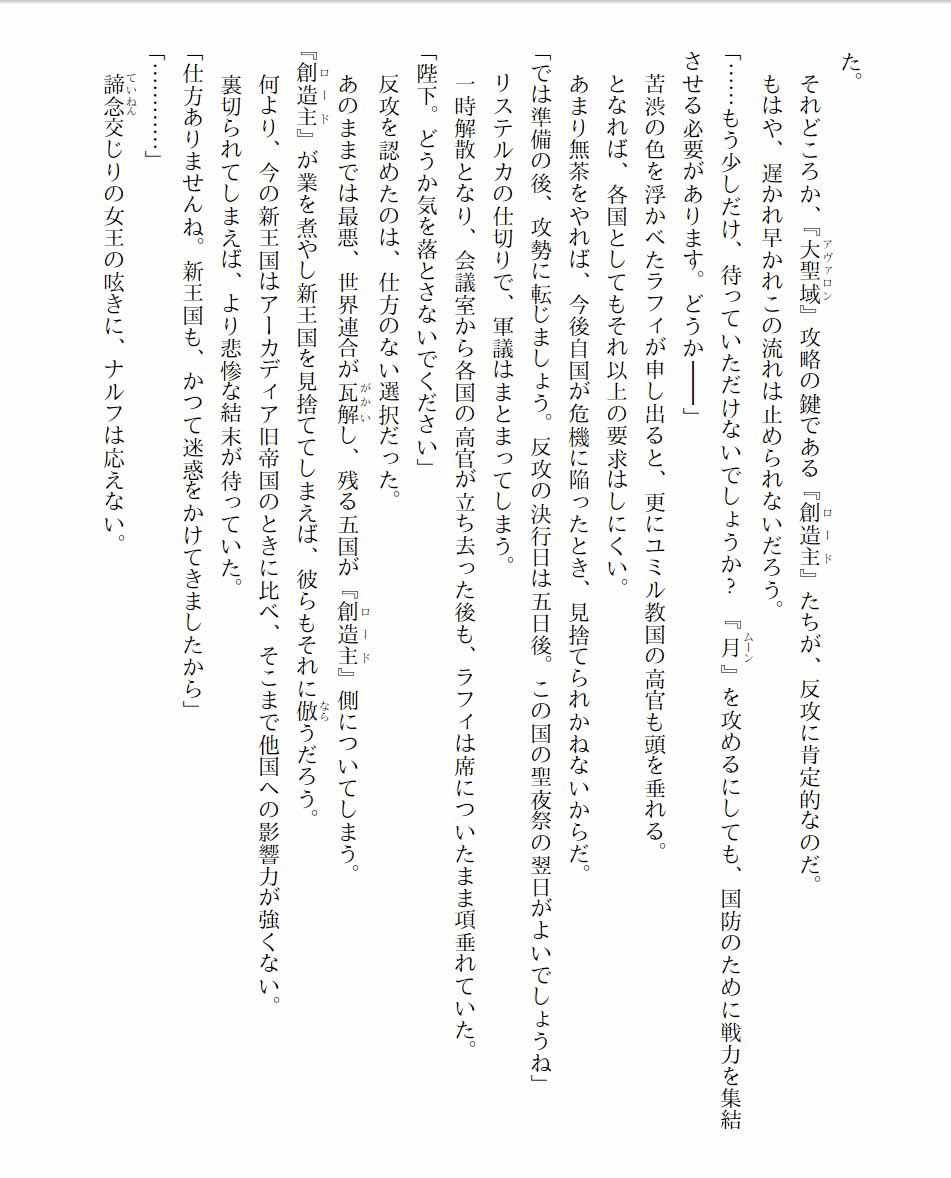 た。
それどころか、『大聖域』攻略の鍵である『創造主』たちが、反攻に肯定的なのだ。
アヴァロン
ロード
もはや、遅かれ早かれこの流れは止められないだろう。
「……もう少しだけ、待っていただけないでしょうか？　『月』を攻めるにしても、国防のために戦力を集結
ムーン
させる必要があります。どうか――」
苦渋の色を浮かべたラフィが申し出ると、更にユミル教国の高官も頭を垂れる。
となれば、各国としてもそれ以上の要求はしにくい。
あまり無茶をやれば、今後自国が危機に陥ったとき、見捨てられかねないからだ。
「では準備の後、攻勢に転じましょう。反攻の決行日は五日後。この国の聖夜祭の翌日がよいでしょうね」
リステルカの仕切りで、軍議はまとまってしまう。
一時解散となり、会議室から各国の高官が立ち去った後も、ラフィは席についたまま項垂れていた。
「陛下。どうか気を落とさないでください」
反攻を認めたのは、仕方のない選択だった。
あのままでは最悪、世界連合が瓦解し、残る五国が『創造主』側についてしまう。
がかい
ロード
『創造主』が業を煮やし新王国を見捨ててしまえば、彼らもそれに倣うだろう。
ロード
なら
何より、今の新王国はアーカディア旧帝国のときに比べ、そこまで他国への影響力が強くない。
裏切られてしまえば、より悲惨な結末が待っていた。
「仕方ありませんね。新王国も、かつて迷惑をかけてきましたから」
「…………」
諦念交じりの女王の呟きに、ナルフは応えない。
ていねん